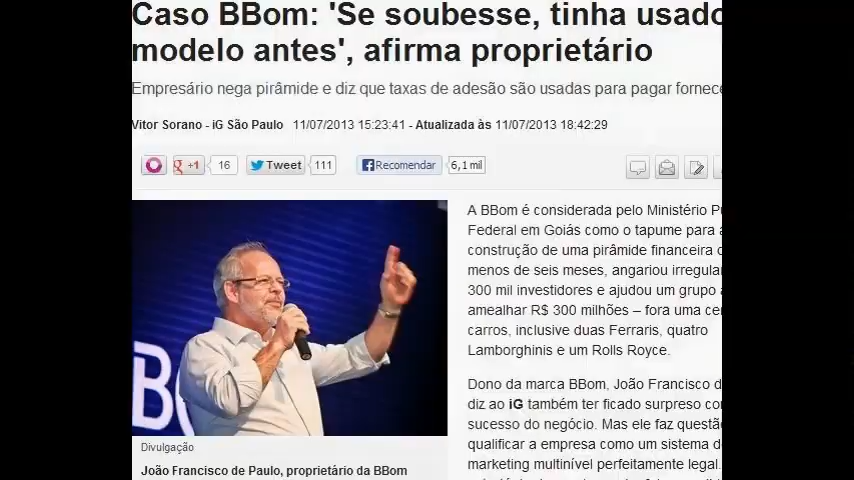 Caso BBom: 'Se soubesse, tinha usado
modelo antes', afirma proprietário
Empresário nega pirâmide e diz que taxas de adesão são usadas para pagar
Vitor Sorano - iG São Paulo 11/07/2013 15:23:41 - Atualizada às 11/07/2013 18:42:29
g +1 16 Tweet 111 Recomendar 6,1 mil
A BBom é considerada pelo Ministério
Federal em Goiás como o tapume para
construção de uma pirâmide financeira
menos de seis meses, angariou
300 mil investidores e ajudou um grupo
amealhar R$ 300 milhões – fora uma
carros, inclusive duas Ferraris, quatro
Lamborghinis e um Rolls Royce.
Dono da marca BBom, João Francisco
diz ao iG também ter ficado surpreso
sucesso do negócio. Mas ele faz
qualificar a empresa como um sistema
marketing multinível perfeitamente legal.
Divulgação
João Francisco de Paulo, proprietário da BBom